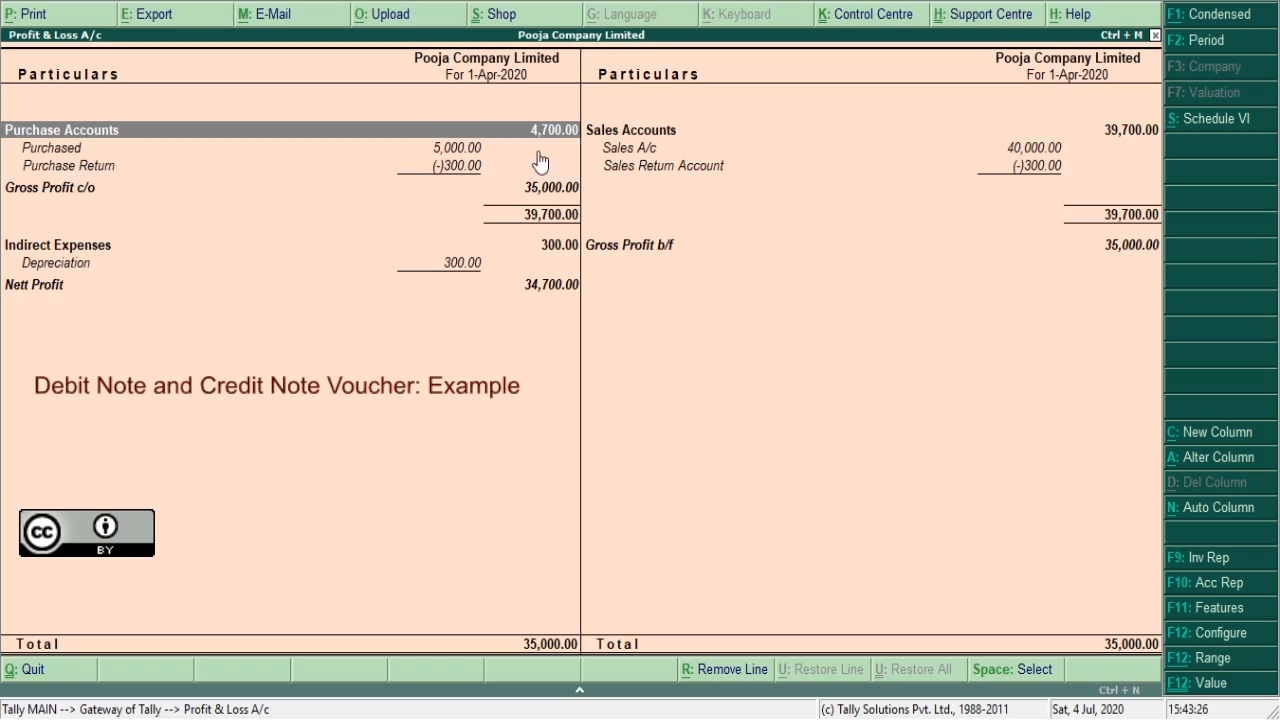 P: Print E: Export M: E-Mail O: Upload S: Shop G: Language K: Keyboard K: Control Centre H: Support Centre H: Help
Profit & Loss A/c Pooja Company Limited Ctrl + M x
Particulars Pooja Company Limited For 1-Apr-2020
Purchase Accounts 4,700.00
Purchased 5,000.00
Purchase Return (-)300.00
Gross Profit c/o 35,000.00
39,700.00
Indirect Expenses 300.00
Depreciation 300.00
Nett Profit 34,700.00
Debit Note and Credit Note Voucher: Example
cc BY
Total 35,000.00
Particulars Pooja Company Limited For 1-Apr-2020
Sales Accounts 39,700.00
Sales A/c 40,000.00
Sales Return Account (-)300.00
39,700.00
Gross Profit b/f 35,000.00
Total 35,000.00
F1: Condensed
F2: Period
F3: Company
F7: Valuation
S: Schedule VI
C: New Column
A: Alter Column
D: Del Column
N: Auto Column
F9: Inv Rep
F10: Acc Rep
F11: Features
F12: Configure
F12: Range
F12: Value
Q: Quit R: Remove Line U: Restore Line U: Restore All Space: Select
Ctrl + N
Tally MAIN --> Gateway of Tally --> Profit & Loss A/c (c) Tally Solutions Pvt. Ltd., 1988-2011 Sat, 4 Jul, 2020 15:43:26